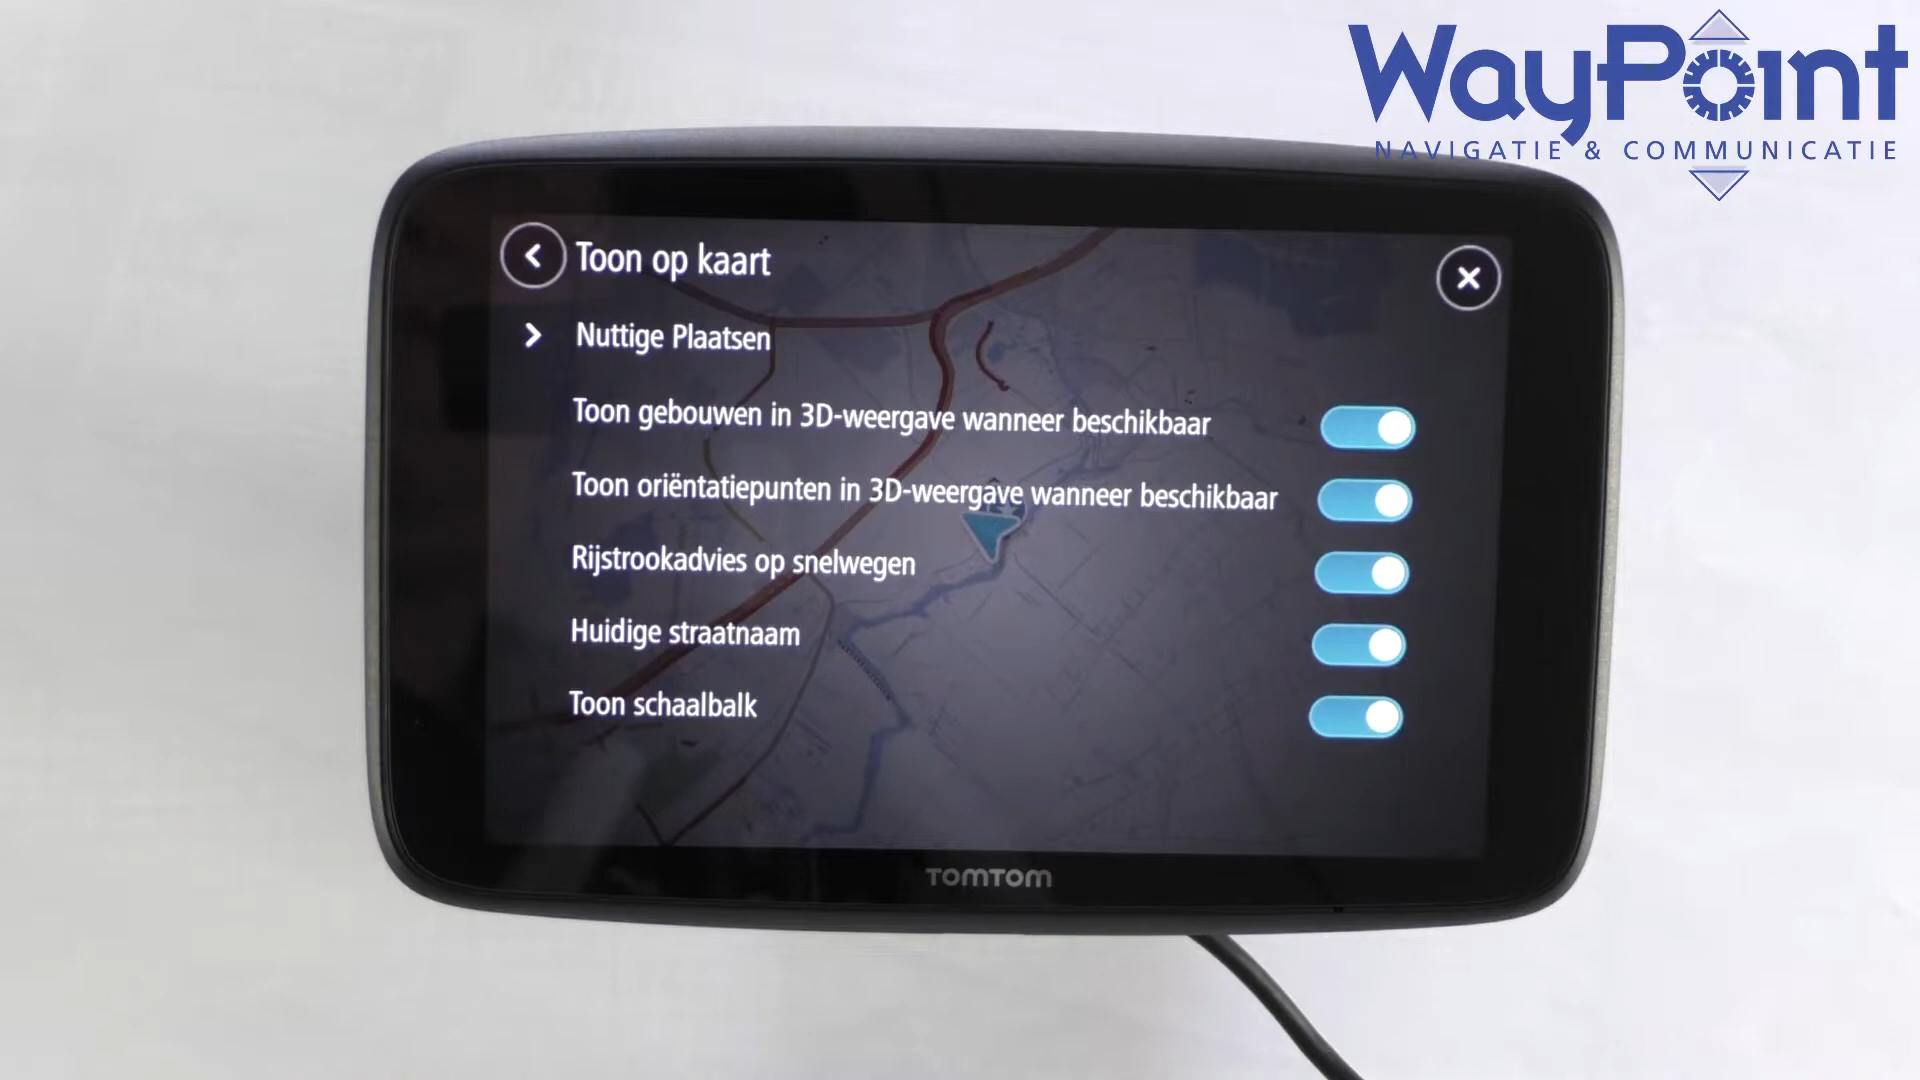 WayPoint
NAVIGATIE & COMMUNICATIE
Toon op kaart
Nuttige Plaatsen
Toon gebouwen in 3D-weergave wanneer beschikbaar
Toon oriëntatiepunten in 3D-weergave wanneer beschikbaar
Rijstrookadvies op snelwegen
Huidige straatnaam
Toon schaalbalk
TOMTOM